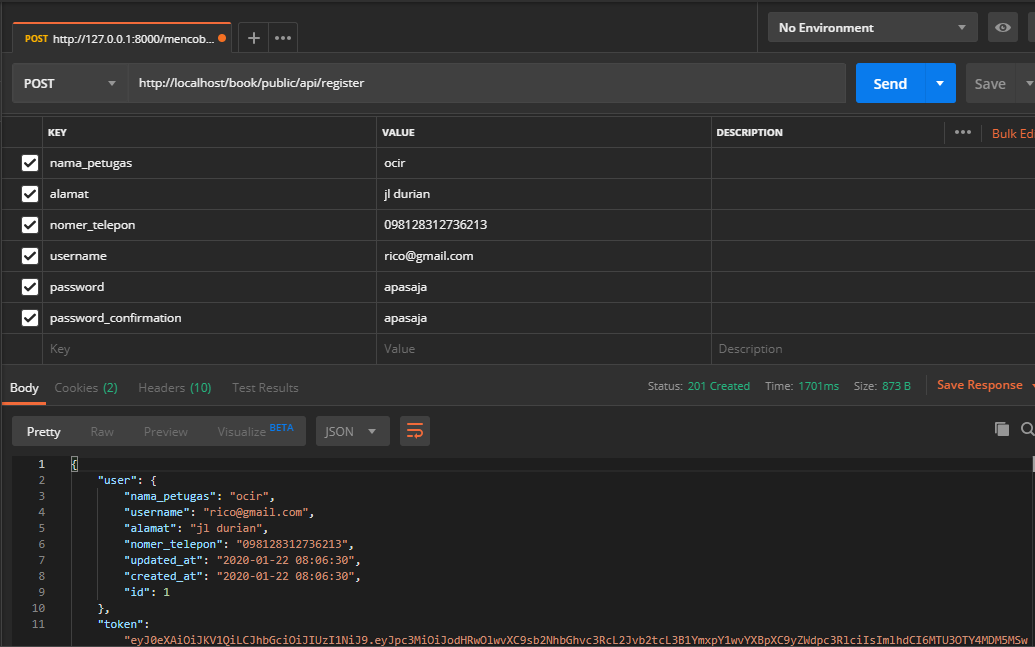 POST http://127.0.0.1:8000/mencob... + ••• No Environment
POST http://localhost/book/public/api/register Send Save
KEY VALUE DESCRIPTION ••• Bulk Ed
nama_petugas ocir
alamat jl durian
nomer_telepon 098128312736213
username rico@gmail.com
password apasaja
password_confirmation apasaja
Key Value Description
Body Cookies (2) Headers (10) Test Results Status: 201 Created Time: 1701ms Size: 873 B Save Response
Pretty Raw Preview Visualize BETA JSON
1 {
2 "user": {
3 "nama_petugas": "ocir",
4 "username": "rico@gmail.com",
5 "alamat": "jl durian",
6 "nomer_telepon": "098128312736213",
7 "updated_at": "2020-01-22 08:06:30",
8 "created_at": "2020-01-22 08:06:30",
9 "id": 1
10 },
11 "token":